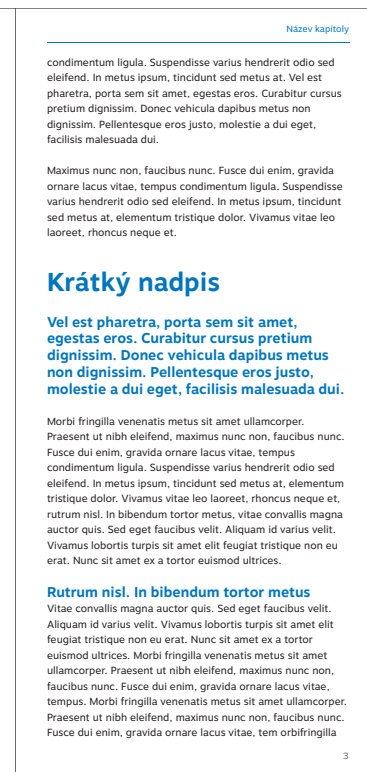 Název kapitoly
condimentum ligula. Suspendisse varius hendrerit odio sed
eleifend. In metus ipsum, tincidunt sed metus at. Vel est
pharetra, porta sem sit amet, egestas eros. Curabitur cursus
pretium dignissim. Donec vehicula dapibus metus non
dignissim. Pellentesque eros justo, molestie a dui eget,
facilisis malesuada dui.
Maximus nunc non, faucibus nunc. Fusce dui enim, gravida
ornare lacus vitae, tempus condimentum ligula. Suspendisse
varius hendrerit odio sed eleifend. In metus ipsum, tincidunt
sed metus at, elementum tristique dolor. Vivamus vitae leo
laoreet, rhoncus neque et.
Krátký nadpis
Vel est pharetra, porta sem sit amet,
egestas eros. Curabitur cursus pretium
dignissim. Donec vehicula dapibus metus
non dignissim. Pellentesque eros justo,
molestie a dui eget, facilisis malesuada dui.
Morbi fringilla venenatis metus sit amet ullamcorper.
Praesent ut nibh eleifend, maximus nunc non, faucibus nunc.
Fusce dui enim, gravida ornare lacus vitae, tempus
condimentum ligula. Suspendisse varius hendrerit odio sed
eleifend. In metus ipsum, tincidunt sed metus at, elementum
tristique dolor. Vivamus vitae leo laoreet, rhoncus neque et,
rutrum nisl. In bibendum tortor metus, vitae convallis magna
auctor quis. Sed eget faucibus velit. Aliquam id varius velit.
Vivamus lobortis turpis sit amet elit feugiat tristique non eu
erat. Nunc sit amet ex a tortor euismod ultrices.
Rutrum nisl. In bibendum tortor metus
Vitae convallis magna auctor quis. Sed eget faucibus velit.
Aliquam id varius velit. Vivamus lobortis turpis sit amet elit
feugiat tristique non eu erat. Nunc sit amet ex a tortor
euismod ultrices. Morbi fringilla venenatis metus sit amet
ullamcorper. Praesent ut nibh eleifend, maximus nunc non,
faucibus nunc. Fusce dui enim, gravida ornare lacus vitae,
tempus. Morbi fringilla venenatis metus sit amet ullamcorper.
Praesent ut nibh eleifend, maximus nunc non, faucibus nunc.
Fusce dui enim, gravida ornare lacus vitae, tem orbifringilla
3